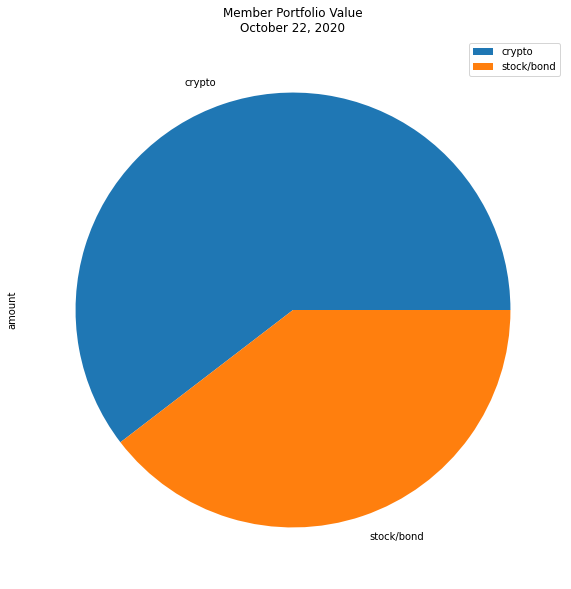 Member Portfolio Value
October 22, 2020
crypto
stock/bond
crypto
amount
stock/bond